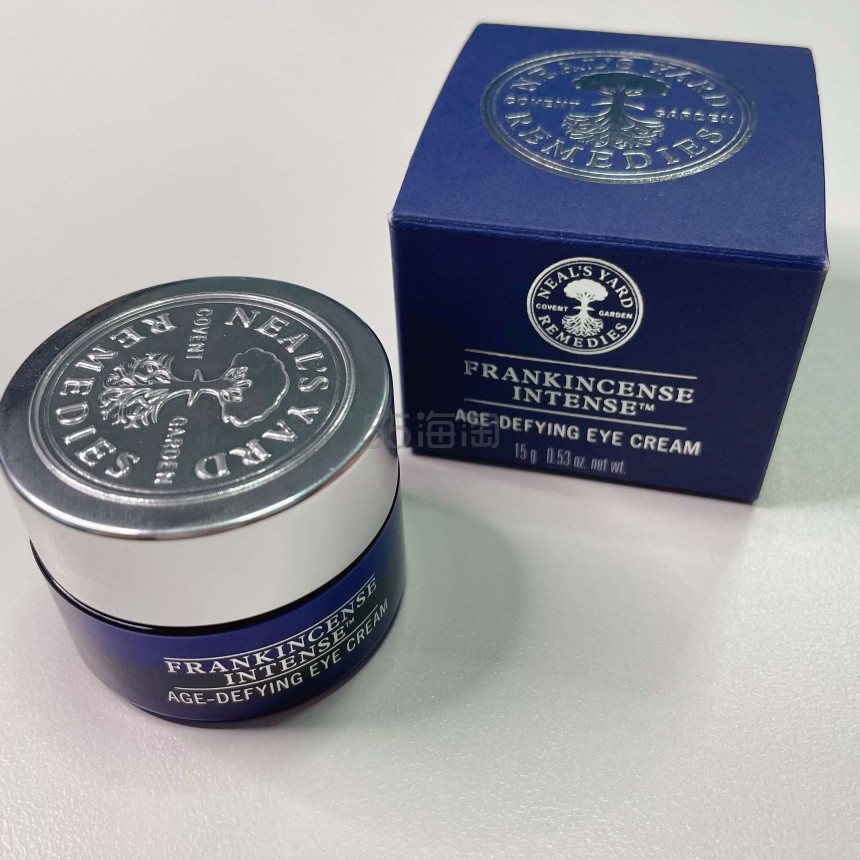 NEAL'S YARD
COVENT GARDEN
REMEDIES
NEAL'S YARD
COVENT GARDEN
REMEDIES
FRANKINCENSE
INTENSE™
AGE-DEFYING EYE CREAM
15 g 0.53 oz. net wt.
NEAL'S YARD
COVENT GARDEN
REMEDIES
FRANKINCENSE
INTENSE™
AGE-DEFYING EYE CREAM
海淘